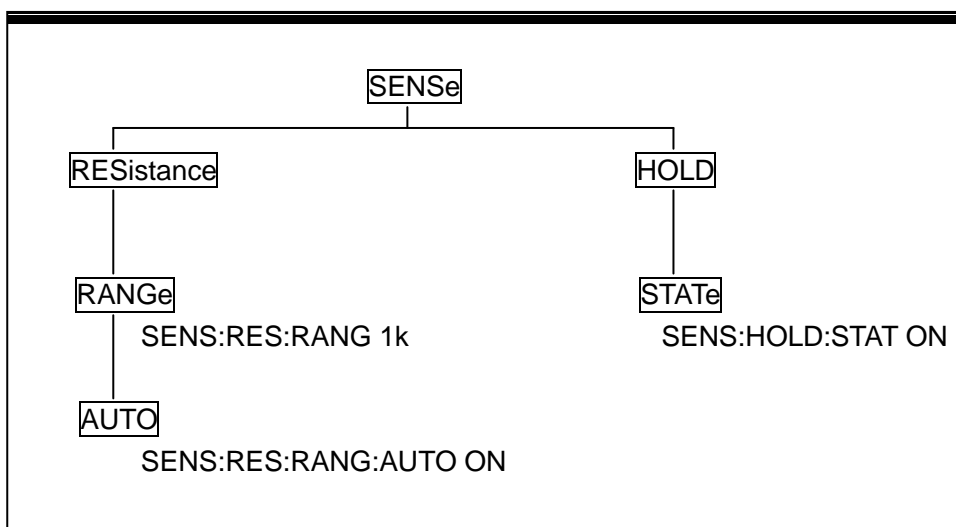 SENSe
RESistance
HOLD
RANGe
STATe
SENS:RES:RANG 1k
SENS:HOLD:STAT ON
AUTO
SENS:RES:RANG:AUTO ON